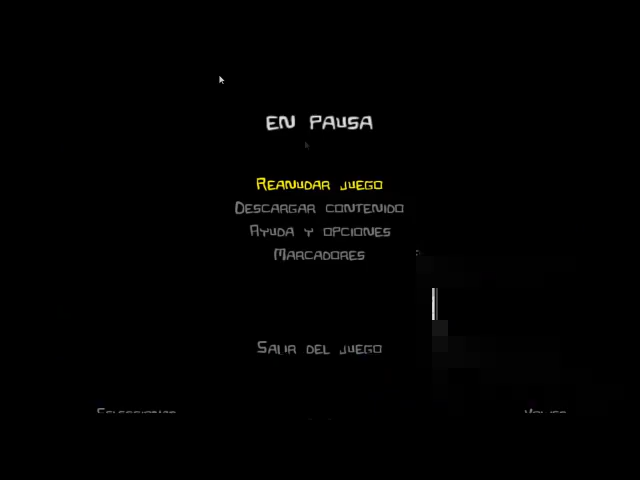 EN PAUSA
REANUDAR JUEGO
DESCARGAR CONTENIDO
AYUDA Y OPCIONES
MARCADORES
SALIR DEL JUEGO